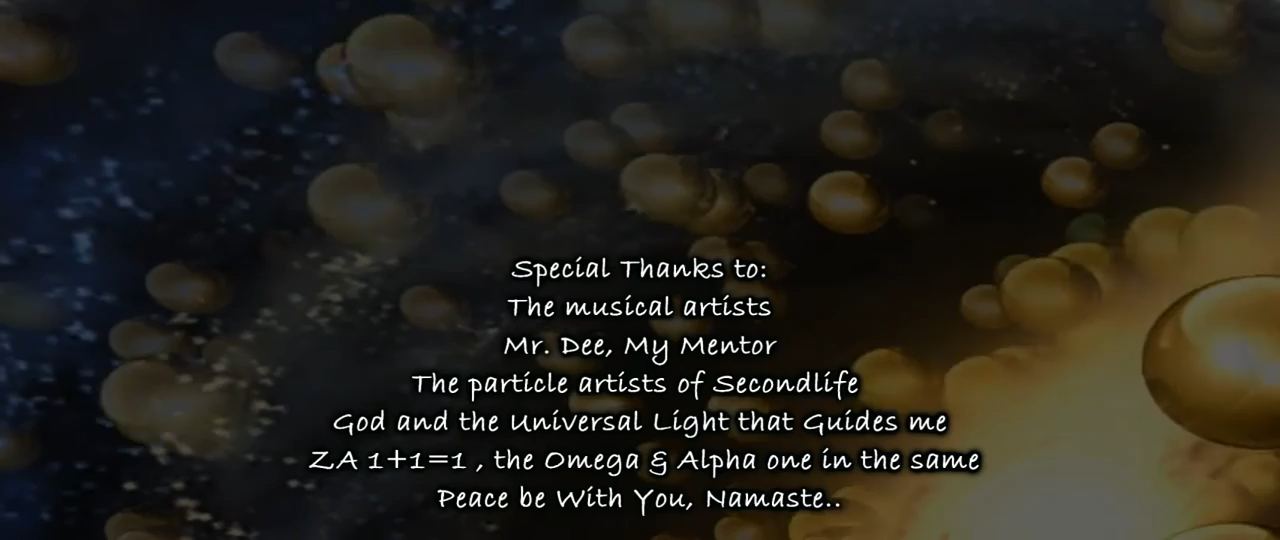 Special Thanks to:
The musical artists
Mr. Dee, My Mentor
The particle artists of Secondlife
God and the Universal Light that Guides me
ZA 1+1=1 , the Omega & Alpha one in the same
Peace be With You, Namaste..